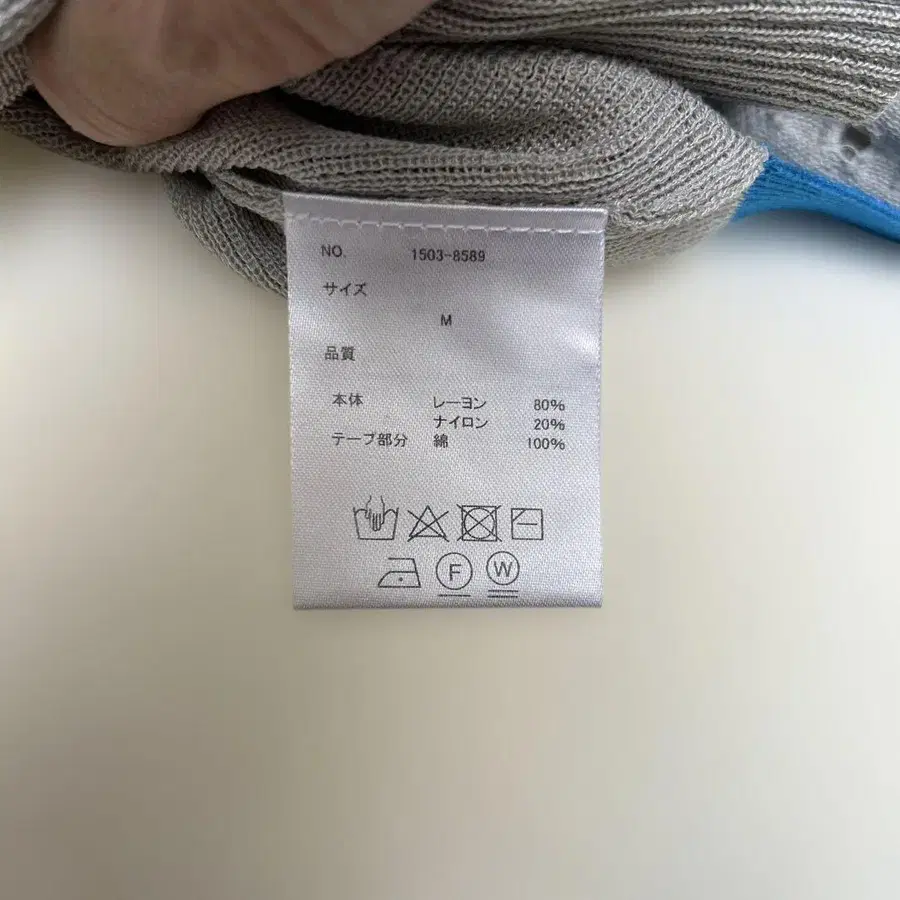 NO. 1503-8589
サイズ
M
品質
本体 レーヨン 80%
ナイロン 20%
テープ部分 綿 100%
F W